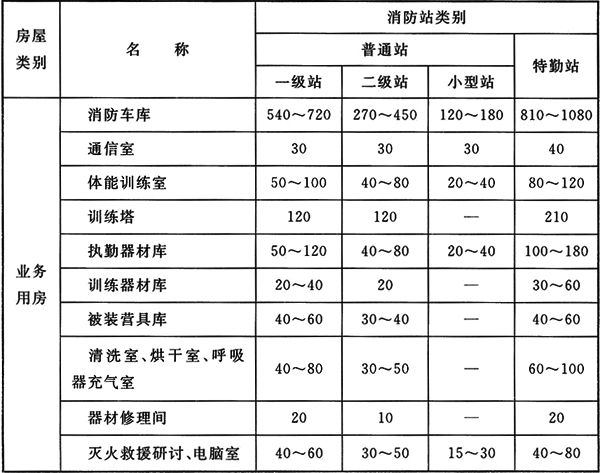 房屋类别 名称 消防站类别
普通站 特勤站
一级站 二级站 小型站
业务用房
消防车库 540～720 270～450 120～180 810～1080
通信室 30 30 30 40
体能训练室 50～100 40～80 20～40 80～120
训练塔 120 120 — 210
执勤器材库 50～120 40～80 20～40 100～180
训练器材库 20～40 20 — 30～60
被装营具库 40～60 30～40 — 40～60
清洗室、烘干室、呼吸
器充气室 40～80 30～50 — 60～100
器材修理间 20 10 — 20
灭火救援研讨、电脑室 40～60 30～50 15～30 40～80